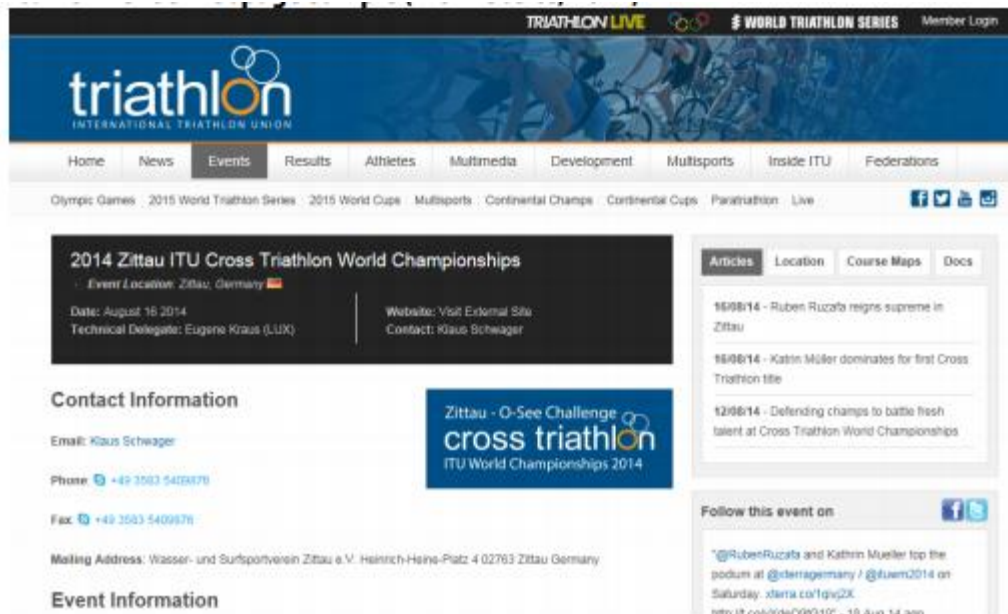 TRIATHLON LIVE WORLD TRIATHLON SERIES Member Login
triathlon
INTERNATIONAL TRIATHLON UNION
Home News Events Results Athletes Multimedia Development Multisports Inside ITU Federations
Olympic Games 2015 World Triathlon Series 2015 World Cups Multisports Continental Champs Continental Cups Paratriathlon Live
2014 Zittau ITU Cross Triathlon World Championships
Event Location: Zittau, Germany
Date: August 16 2014
Technical Delegate: Eugene Kraus (LUX)
Website: Visit External Site
Contact: Klaus Schwager
Contact Information
Email: Klaus Schwager
Phone: +49 3583 5409876
Fax: +49 3583 5409876
Mailing Address: Wasser- und Surfsportverein Zittau e.V. Heinrich-Heine-Platz 4 02763 Zittau Germany
Event Information
Zittau - O-See Challenge
cross triathlon
ITU World Championships 2014
Articles Location Course Maps Docs
16/08/14 - Ruben Ruzafa reigns supreme in
Zittau
16/08/14 - Katrin Müller dominates for first Cross
Triathlon title
12/08/14 - Defending champs to battle fresh
talent at Cross Triathlon World Championships
Follow this event on
"@RubenRuzafa and Kathrin Mueller top the
podium at @xterragermany / @ituwm2014 on
Saturday.